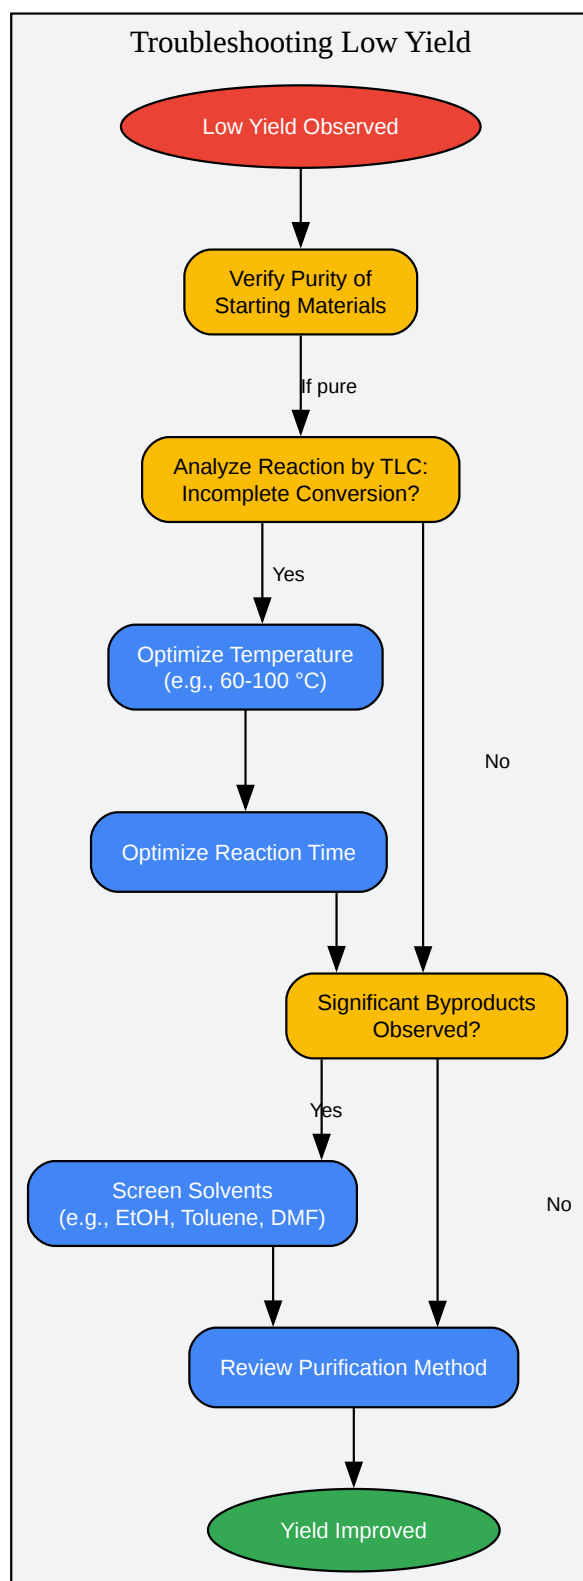 Troubleshooting Low Yield
Low Yield Observed
Verify Purity of
Starting Materials
If pure
Analyze Reaction by TLC:
Incomplete Conversion?
Yes
Optimize Temperature
(e.g., 60-100 °C)
No
Optimize Reaction Time
Significant Byproducts
Observed?
Yes
Screen Solvents
(e.g., EtOH, Toluene, DMF)
No
Review Purification Method
Yield Improved